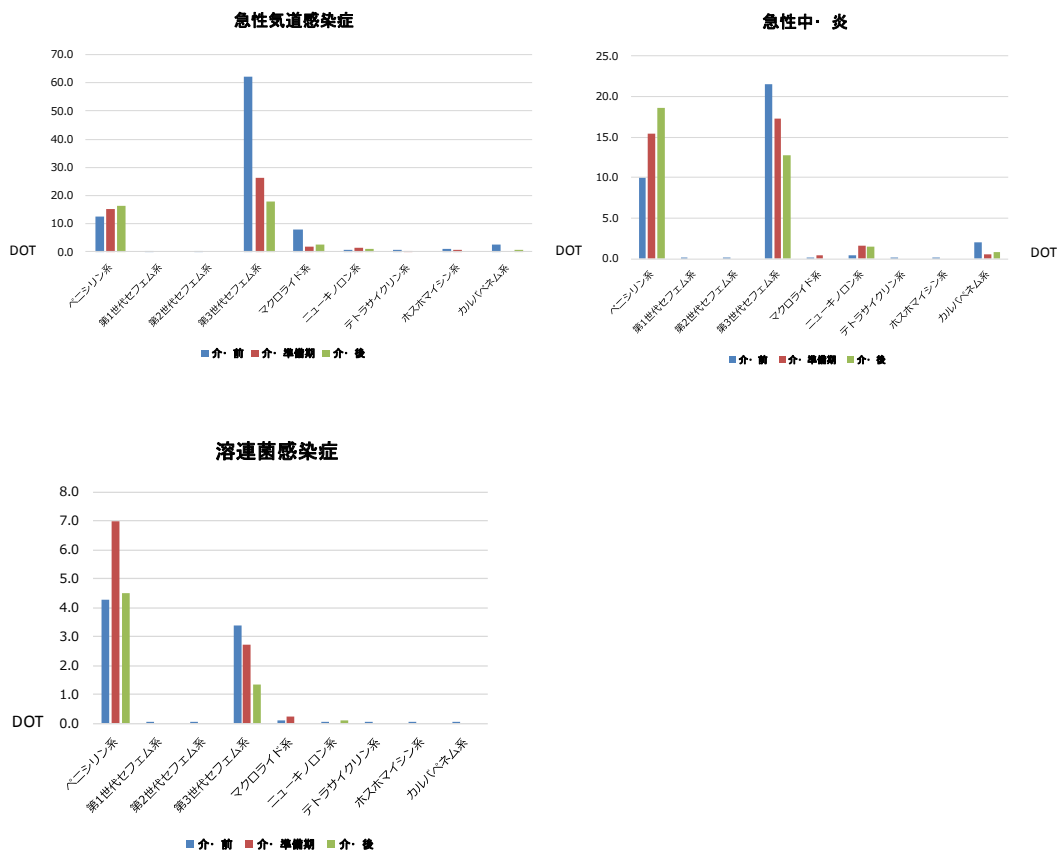 急性気道感染症
70.0
60.0
50.0
40.0
30.0
20.0
10.0
0.0
DOT
ペニシリン系
第1世代セフェム系
第2世代セフェム系
第3世代セフェム系
マクロライド系
ニューキノロン系
テトラサイクリン系
ホスホマイシン系
カルバペネム系
介・前 介・準備期 介・後
急性中・炎
25.0
20.0
15.0
10.0
5.0
0.0
DOT
DOT
ペニシリン系
第1世代セフェム系
第2世代セフェム系
第3世代セフェム系
マクロライド系
ニューキノロン系
テトラサイクリン系
ホスホマイシン系
カルバペネム系
介・前 介・準備期 介・後
溶連菌感染症
8.0
7.0
6.0
5.0
4.0
3.0
2.0
1.0
0.0
DOT
ペニシリン系
第1世代セフェム系
第2世代セフェム系
第3世代セフェム系
マクロライド系
ニューキノロン系
テトラサイクリン系
ホスホマイシン系
カルバペネム系
介・前 介・準備期 介・後